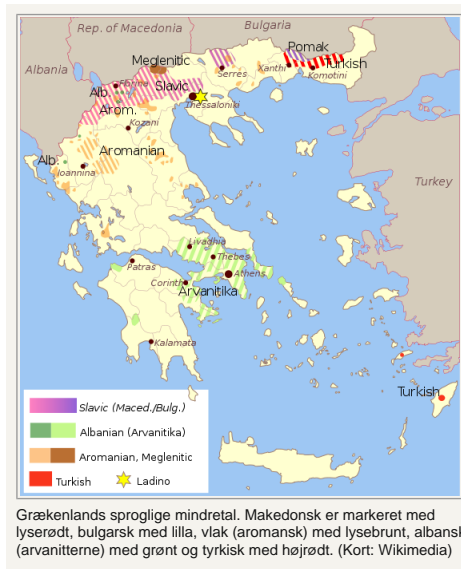 Rep. of Macedonia
Bulgaria
Albania
Meglenitic
Pomak
Turkish
Serres
Xanthi
Komotini
Slavic
Alb.
Thessaloniki
Arom.
Kozani
Aromanian
Alb.
Ioannina
Turkey
Livadhia
Thebes
Athens
Patras
Corinth
Arvanitika
Kalamata
Turkish
Slavic (Maced./Bulg.)
Albanian (Arvanitika)
Aromanian, Meglenitic
Turkish
Ladino
Grækenlands sproglige mindretal. Makedonsk er markeret med
lyserødt, bulgarsk med lilla, vlak (aromansk) med lysebrunt, albansk
(arvanitterne) med grønt og tyrkisk med højrødt. (Kort: Wikimedia)